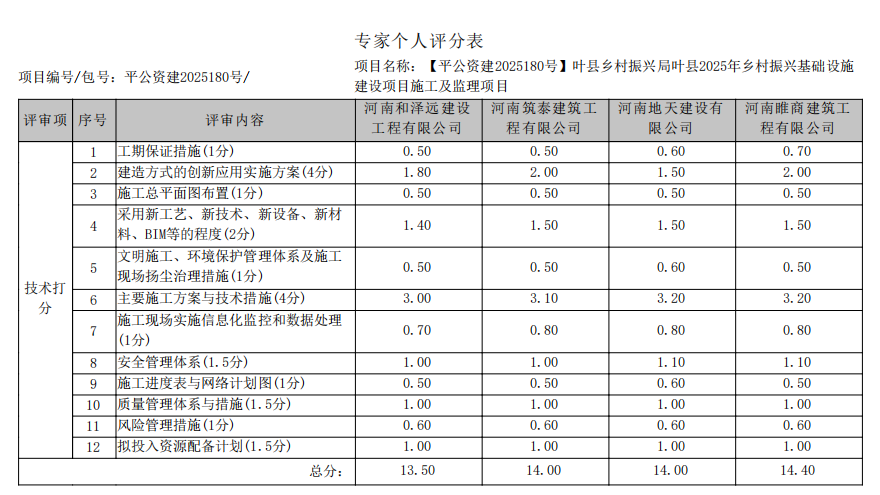 专家个人评分表
项目编号/包号: 平公资建2025180号/
项目名称: 【平公资建2025180号】叶县乡村振兴局叶县2025年乡村振兴基础设施
建设项目施工及监理项目
评审项 序号 评审内容 河南和泽远建设工程有限公司 河南筑泰建筑工程有限公司 河南地天建设有限公司 河南睢商建筑工程有限公司
技术打分
1 工期保证措施(1分) 0.50 0.50 0.60 0.70
2 建造方式的创新应用实施方案(4分) 1.80 2.00 1.50 2.00
3 施工总平面图布置(1分) 0.50 0.50 0.50 0.50
4 采用新工艺、新技术、新设备、新材
料、BIM等的程度(2分) 1.40 1.50 1.50 1.50
5 文明施工、环境保护管理体系及施工
现场扬尘治理措施(1分) 0.50 0.50 0.60 0.50
6 主要施工方案与技术措施(4分) 3.00 3.10 3.20 3.20
7 施工现场实施信息化监控和数据处理
(1分) 0.70 0.80 0.80 0.80
8 安全管理体系(1.5分) 1.00 1.00 1.10 1.10
9 施工进度表与网络计划图(1分) 0.50 0.50 0.60 0.50
10 质量管理体系与措施(1.5分) 1.00 1.00 1.00 1.00
11 风险管理措施(1分) 0.60 0.60 0.60 0.60
12 拟投入资源配备计划(1.5分) 1.00 1.00 1.00 1.00
总分: 13.50 14.00 14.00 14.40